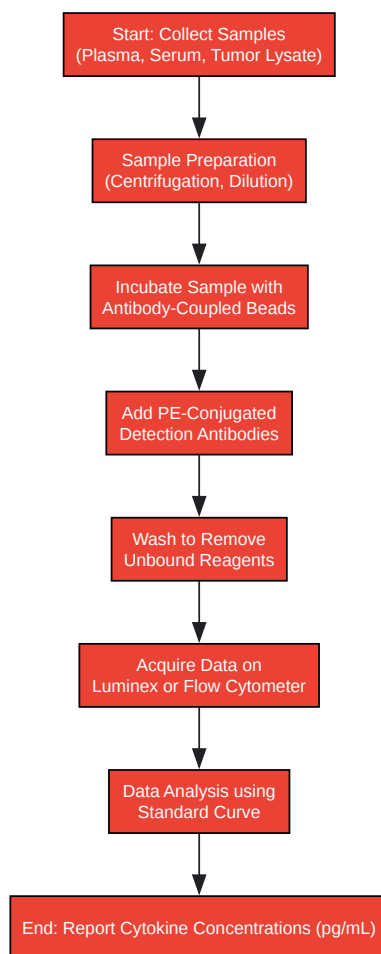 Start: Collect Samples
(Plasma, Serum, Tumor Lysate)
Sample Preparation
(Centrifugation, Dilution)
Incubate Sample with
Antibody-Coupled Beads
Add PE-Conjugated
Detection Antibodies
Wash to Remove
Unbound Reagents
Acquire Data on
Luminex or Flow Cytometer
Data Analysis using
Standard Curve
End: Report Cytokine Concentrations (pg/mL)